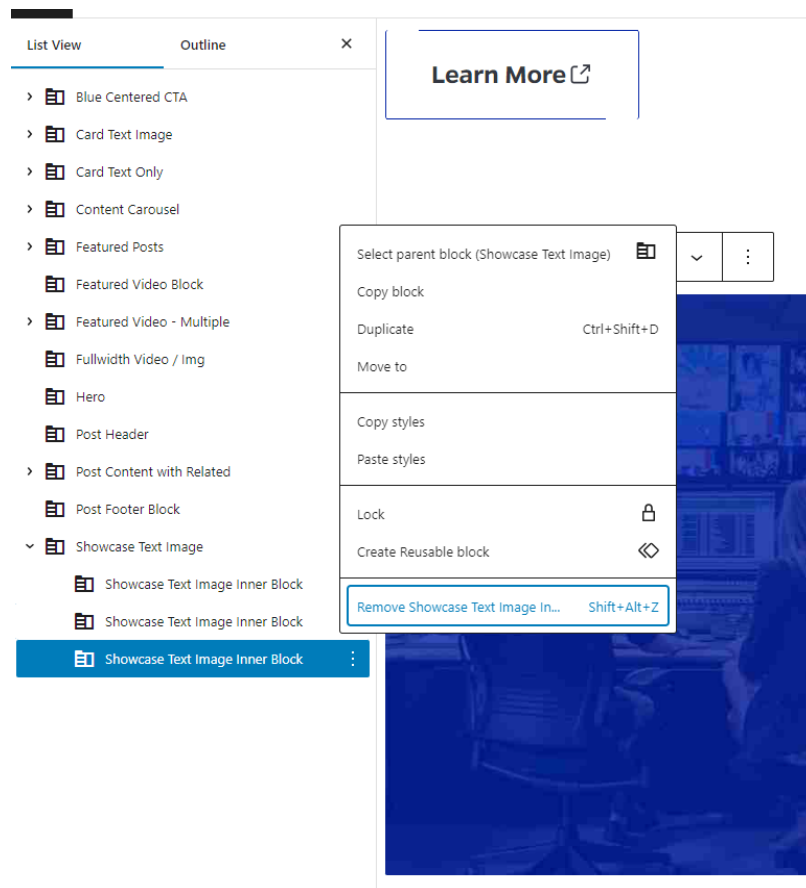 List View
Outline
Blue Centered CTA
Card Text Image
Card Text Only
Content Carousel
Featured Posts
Featured Video Block
Featured Video - Multiple
Fullwidth Video / Img
Hero
Post Header
Post Content with Related
Post Footer Block
Showcase Text Image
Showcase Text Image Inner Block
Showcase Text Image Inner Block
Showcase Text Image Inner Block
Learn More
Select parent block (Showcase Text Image)
Copy block
Duplicate Ctrl+Shift+D
Move to
Copy styles
Paste styles
Lock
Create Reusable block
Remove Showcase Text Image In... Shift+Alt+Z